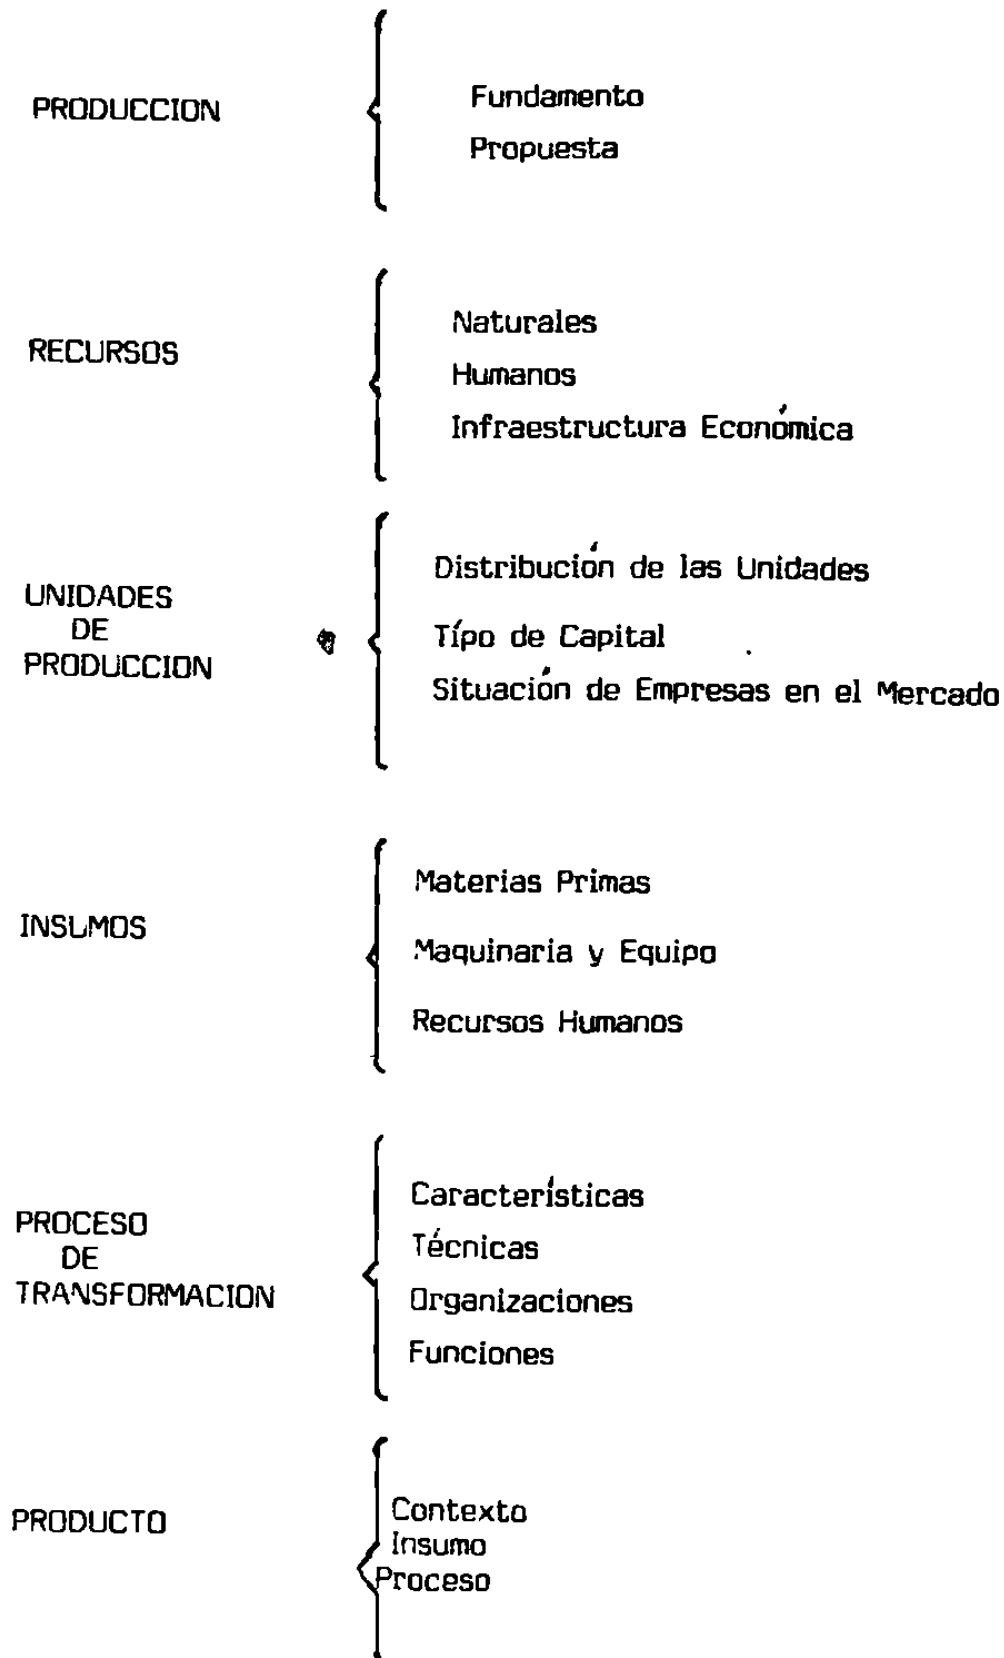 PRODUCCION
Fundamento
Propuesta
RECURSOS
Naturales
Humanos
Infraestructura Económica
UNIDADES
DE
PRODUCCION
Distribución de las Unidades
Típo de Capital
Situación de Empresas en el Mercado
INSUMOS
Materias Primas
Maquinaria y Equipo
Recursos Humanos
PROCESO
DE
TRANSFORMACION
Características
Técnicas
Organizaciones
Funciones
PRODUCTO
Contexto
Insumo
Proceso